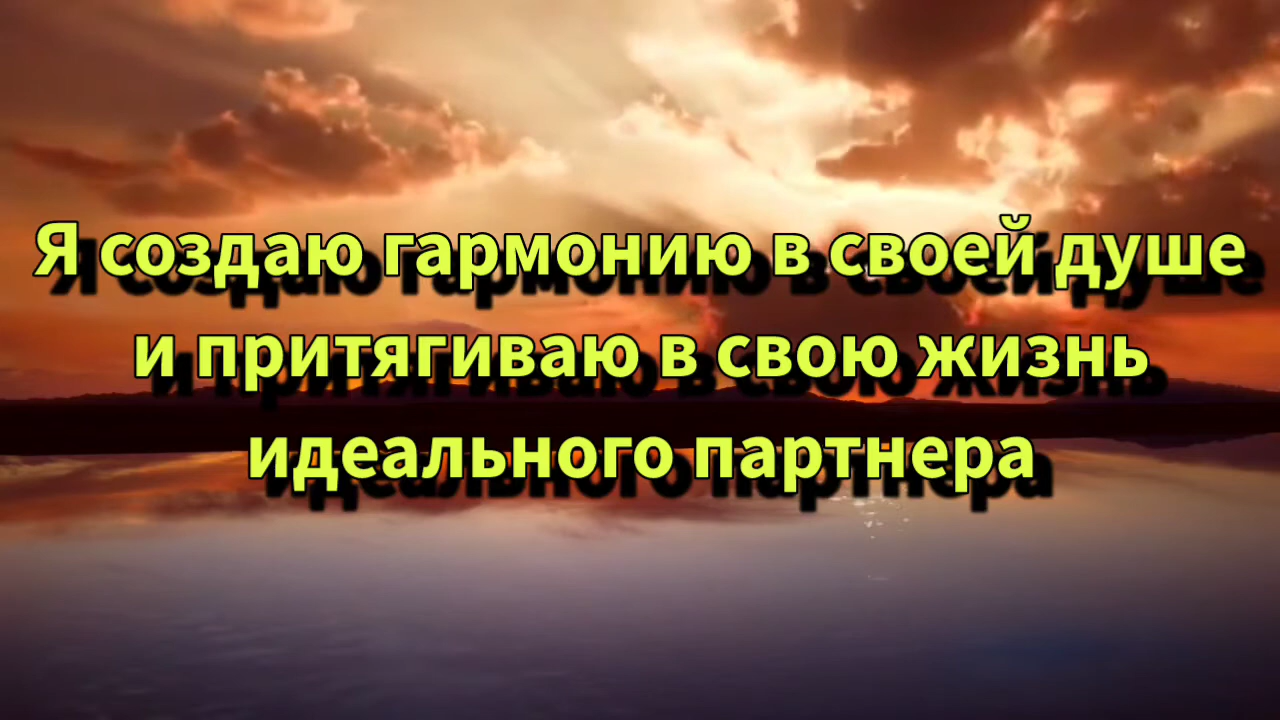 Я создаю гармонию в своей душе
и притягиваю в свою жизнь
идеального партнера